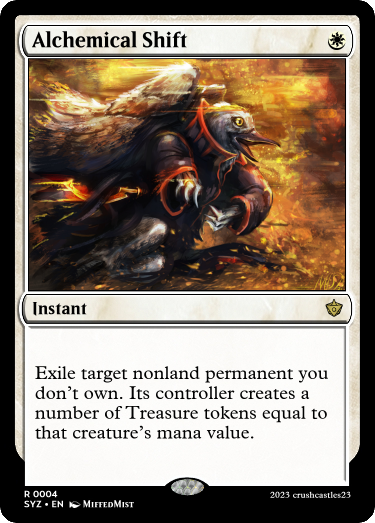 Alchemical Shift
Instant
Exile target nonland permanent you
don't own. Its controller creates a
number of Treasure tokens equal to
that creature's mana value.
R 0004
SYZ • EN MIFFEDMIST
2023 crushcastles23